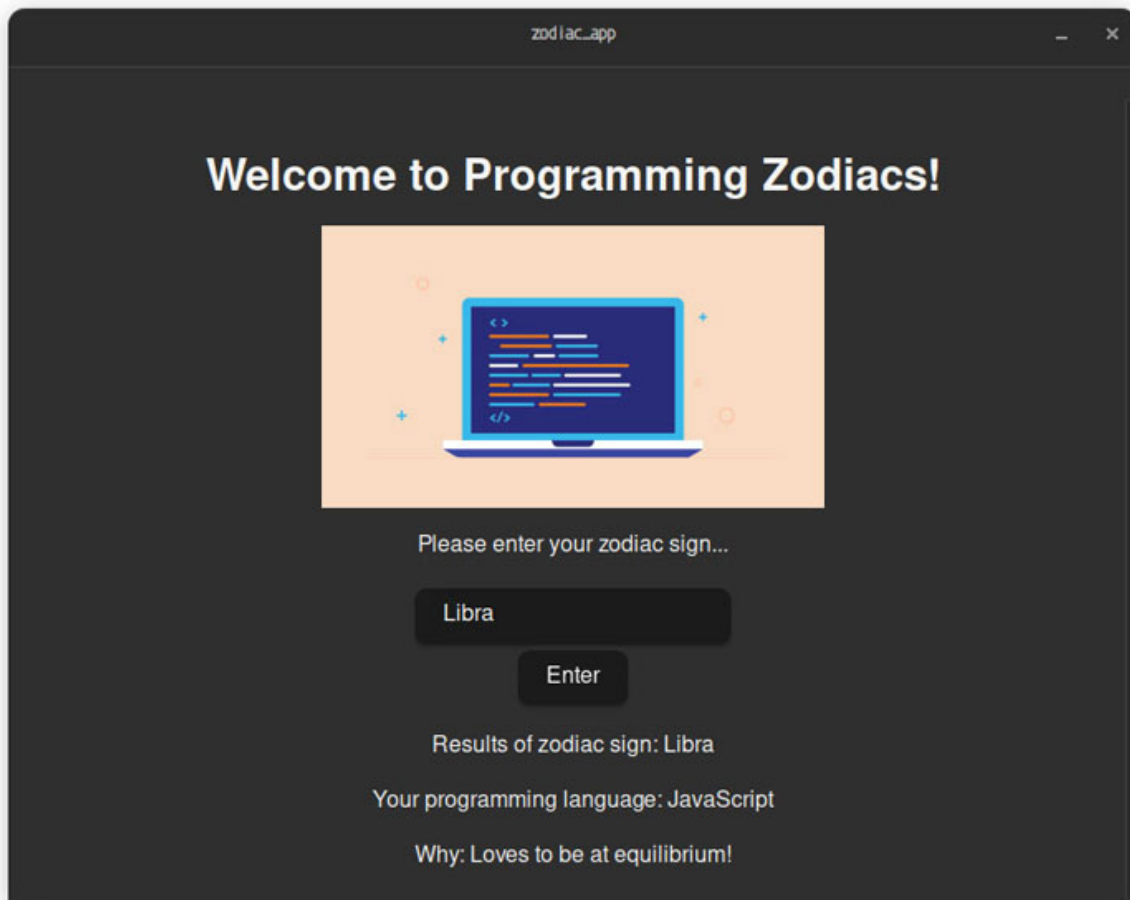 zodiac_app
Welcome to Programming Zodiacs!
< >
</>
Please enter your zodiac sign...
Libra
Enter
Results of zodiac sign: Libra
Your programming language: JavaScript
Why: Loves to be at equilibrium!